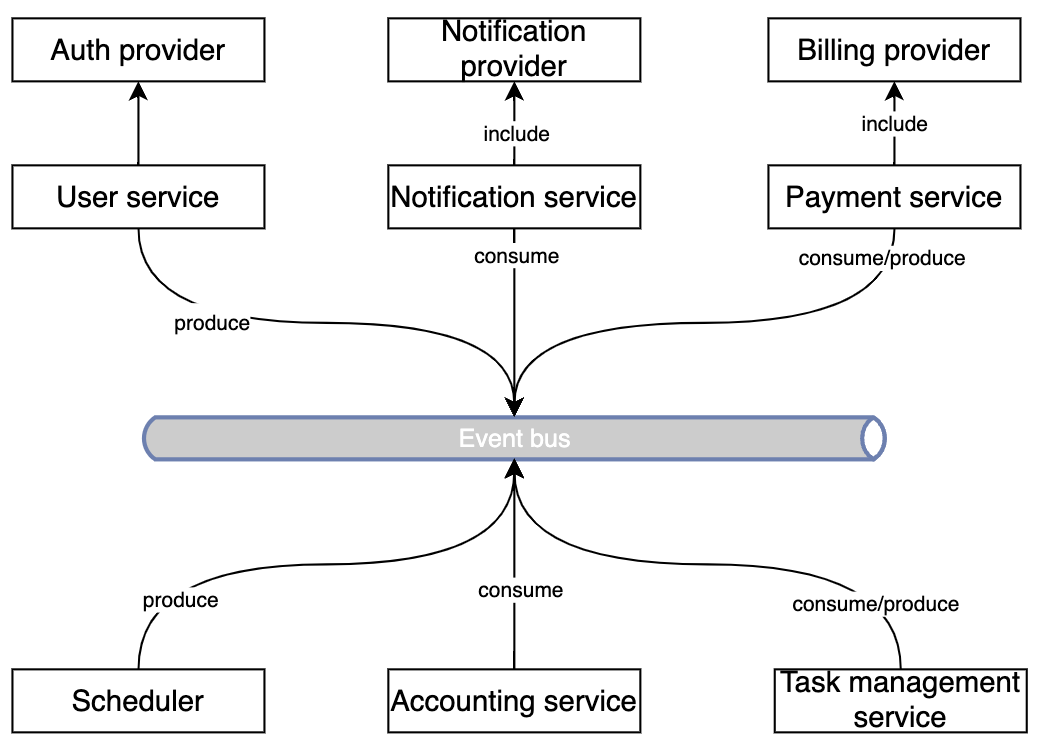 Auth provider
Notification
provider
Billing provider
include
include
User service
Notification service
Payment service
consume
consume/produce
produce
Event bus
produce
consume
consume/produce
Scheduler
Accounting service
Task management
service